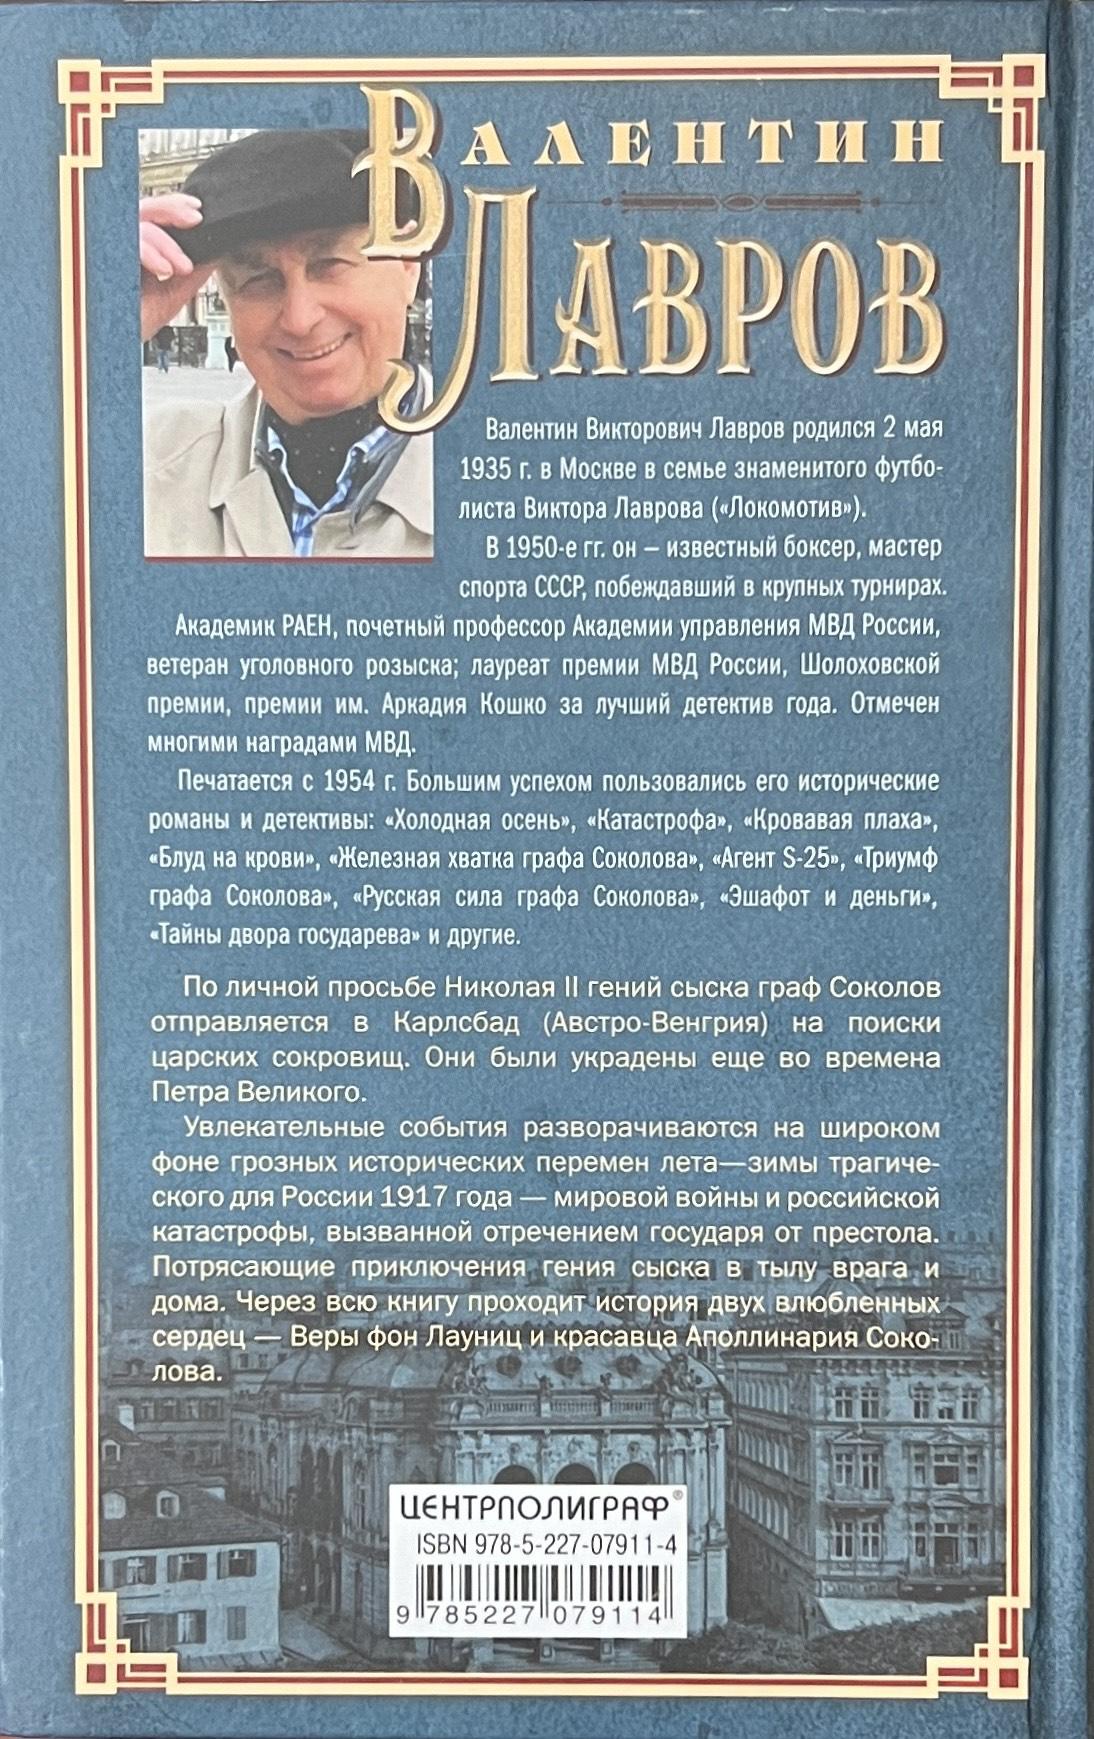 ВАЛЕНТИН
ЛАВРОВ
Валентин Викторович Лавров родился 2 мая
1935 г. в Москве в семье знаменитого футбо-
листа Виктора Лаврова («Локомотив»).
В 1950-е гг. он – известный боксер, мастер
спорта СССР, побеждавший в крупных турнирах.
Академик РАЕН, почетный профессор Академии управления МВД России,
ветеран уголовного розыска; лауреат премии МВД России, Шолоховской
премии, премии им. Аркадия Кошко за лучший детектив года. Отмечен
многими наградами МВД.
Печатается с 1954 г. Большим успехом пользовались его исторические
романы и детективы: «Холодная осень», «Катастрофа», «Кровавая плаха»,
«Блуд на крови», «Железная хватка графа Соколова», «Агент S-25», «Триумф
графа Соколова», «Русская сила графа Соколова», «Эшафот и деньги»,
«Тайны двора государева» и другие.
По личной просьбе Николая II гений сыска граф Соколов
отправляется в Карлсбад (Австро-Венгрия) на поиски
царских сокровищ. Они были украдены еще во времена
Петра Великого.
Увлекательные события разворачиваются на широком
фоне грозных исторических перемен лета—зимы трагиче-
ского для России 1917 года — мировой войны и российской
катастрофы, вызванной отречением государя от престола.
Потрясающие приключения гения сыска в тылу врага и
дома. Через всю книгу проходит история двух влюбленных
сердец — Веры фон Лауниц и красавца Аполлинария Соко-
лова.
ЦЕНТРПОЛИГРАФ®
ISBN 978-5-227-07911-4
9 785227 079114